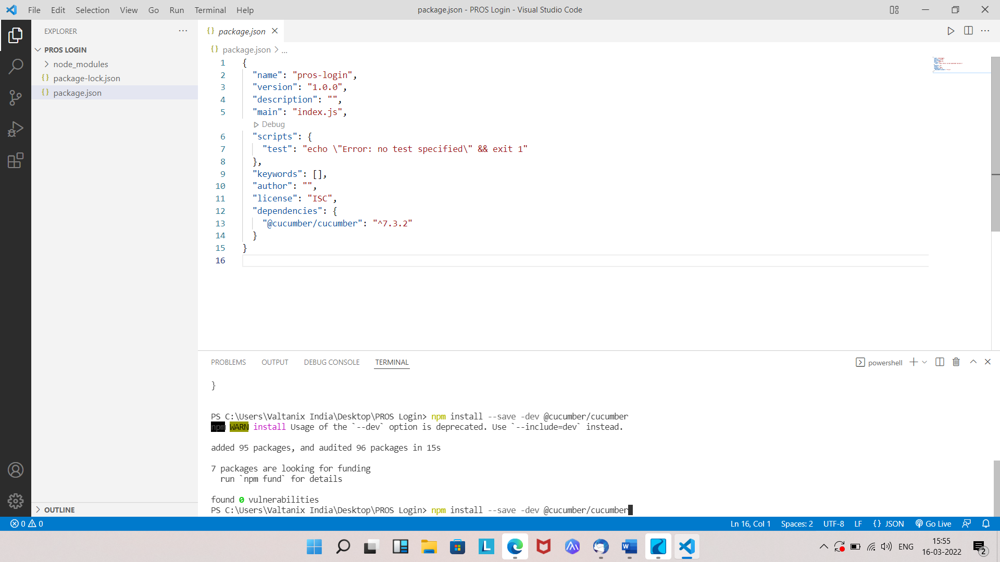 File Edit Selection View Go Run Terminal Help
package.json - PROS Login - Visual Studio Code
EXPLORER
PROS LOGIN
node_modules
package-lock.json
package.json
OUTLINE
package.json
package.json > ...
1 {
2 "name": "pros-login",
3 "version": "1.0.0",
4 "description": "",
5 "main": "index.js",
Debug
6 "scripts": {
7 "test": "echo \"Error: no test specified\" && exit 1"
8 },
9 "keywords": [],
10 "author": "",
11 "license": "ISC",
12 "dependencies": {
13 "@cucumber/cucumber": "^7.3.2"
14 }
15 }
16
PROBLEMS OUTPUT DEBUG CONSOLE TERMINAL
powershell
}
PS C:\Users\Valtanix India\Desktop\PROS Login> npm install --save -dev @cucumber/cucumber
npm WARN install Usage of the `--dev` option is deprecated. Use `--include=dev` instead.
added 95 packages, and audited 96 packages in 15s
7 packages are looking for funding
run `npm fund` for details
found 0 vulnerabilities
PS C:\Users\Valtanix India\Desktop\PROS Login> npm install --save -dev @cucumber/cucumber
0 0
Ln 16, Col 1 Spaces: 2 UTF-8 LF {} JSON Go Live
ENG
15:55
16-03-2022
2